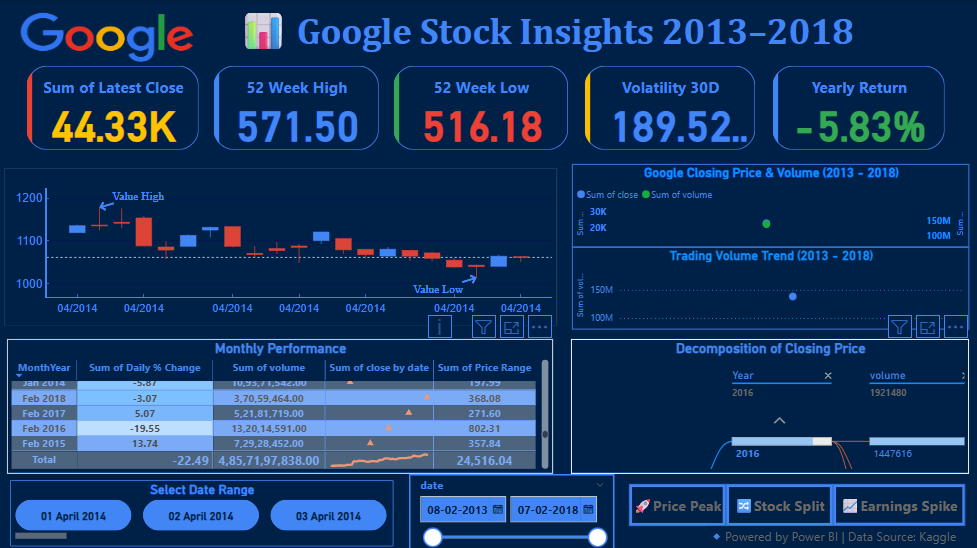 Google
Google Stock Insights 2013–2018
Sum of Latest Close
44.33K
52 Week High
571.50
52 Week Low
516.18
Volatility 30D
189.52..
Yearly Return
-5.83%
1200
1100
1000
Value High
Value Low
04/2014 04/2014 04/2014 04/2014 04/2014 04/2014 04/2014
Google Closing Price & Volume (2013 - 2018)
Sum of close Sum of volume
Sum ...
30K
20K
150M
100M
Sum ...
Trading Volume Trend (2013 - 2018)
Sum of vol...
150M
100M
Monthly Performance
MonthYear Sum of Daily % Change Sum of volume Sum of close by date Sum of Price Range
Jan 2014 -5.87 10,93,71,542.00 197.99
Feb 2018 -3.07 3,70,59,464.00 368.08
Feb 2017 5.07 5,21,81,719.00 271.60
Feb 2016 -19.55 13,20,14,591.00 802.31
Feb 2015 13.74 7,29,28,452.00 357.84
Total -22.49 4,85,71,97,838.00 24,516.04
Decomposition of Closing Price
Year volume
2016 1921480
2016 1447616
Select Date Range
01 April 2014 02 April 2014 03 April 2014
date
08-02-2013 07-02-2018
Price Peak Stock Split Earnings Spike
Powered by Power BI | Data Source: Kaggle